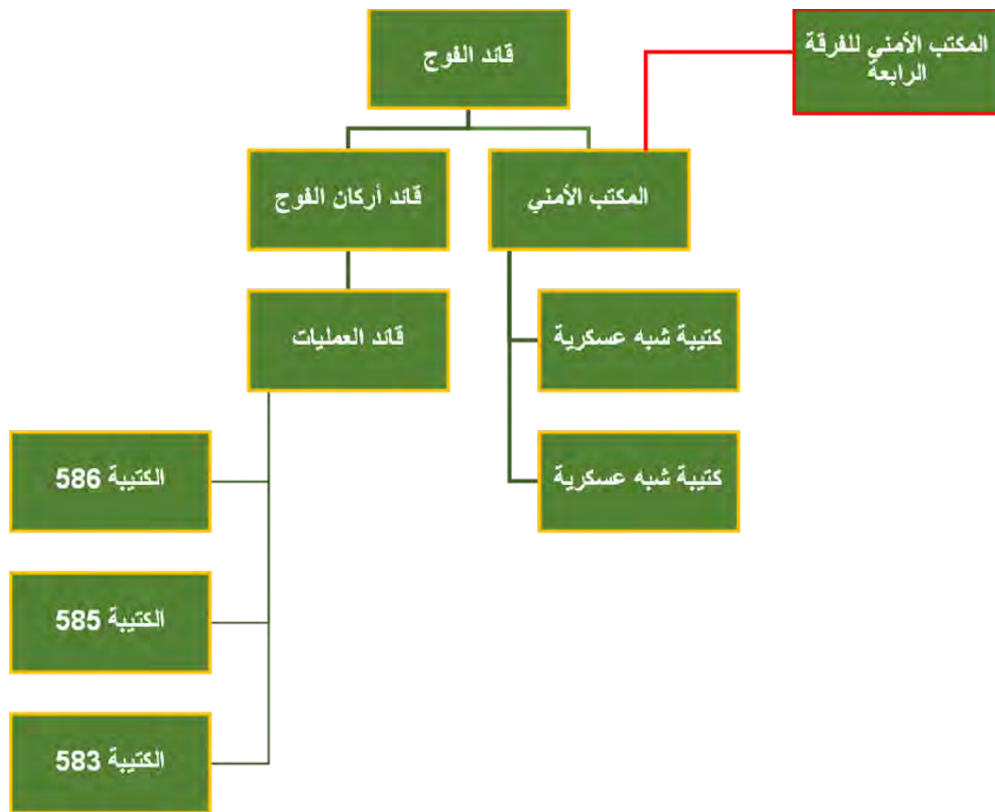 المكتب الأمني للفرقة
الرابعة
قائد الفوج
المكتب الأمني
قائد أركان الفوج
كتيبة شبه عسكرية
قائد العمليات
كتيبة شبه عسكرية
الكتيبة 586
الكتيبة 585
الكتيبة 583